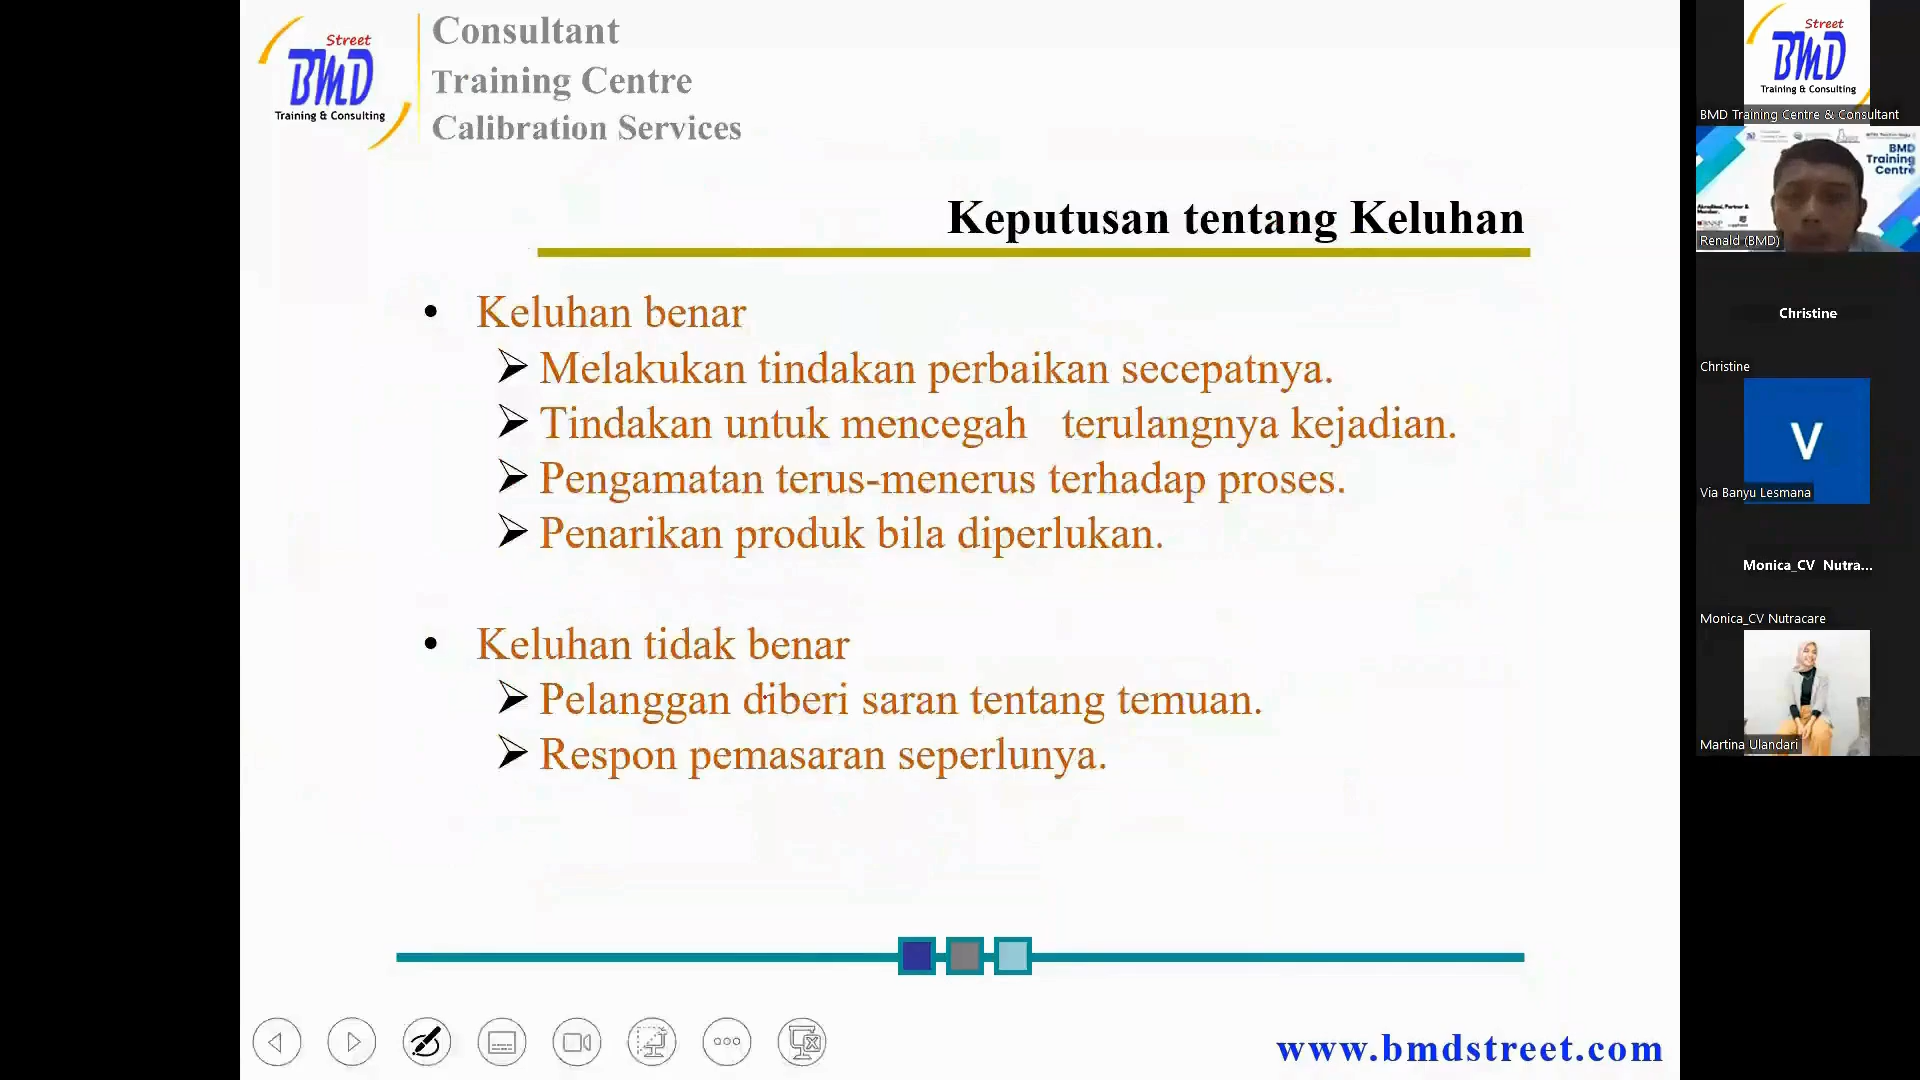 Street
BMD
Training & Consulting
Consultant
Training Centre
Calibration Services
Keputusan tentang Keluhan
• Keluhan benar
➢ Melakukan tindakan perbaikan secepatnya.
➢ Tindakan untuk mencegah terulangnya kejadian.
➢ Pengamatan terus-menerus terhadap proses.
➢ Penarikan produk bila diperlukan.
• Keluhan tidak benar
➢ Pelanggan diberi saran tentang temuan.
➢ Respon pemasaran seperlunya.
www.bmdstreet.com
Street
BMD
Training & Consulting
BMD Training Centre & Consultant
BMD
Training
Centre
Renald (BMD)
Christine
Christine
V
Via Banyu Lesmana
Monica_CV Nutra...
Monica_CV Nutracare
Martina Ulandari